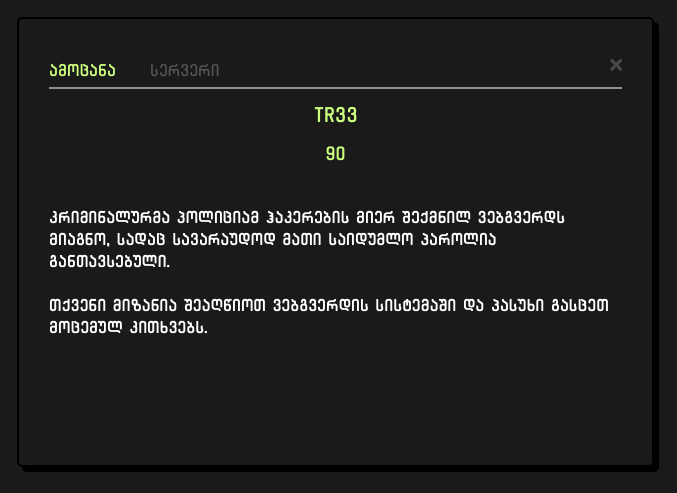 ამოცანა
სერვერი
×
TR33
90
კრიმინალურმა პოლიციამ ჰაკერების მიერ შექმნილ ვებგვერდს
მიაგნო, სადაც სავარაუდოდ მათი საიდუმლო პაროლია
განთავსებული.
თქვენი მიზანია შეაღწიოთ ვებგვერდის სისტემაში და პასუხი გასცეთ
მოცემულ კითხვებს.